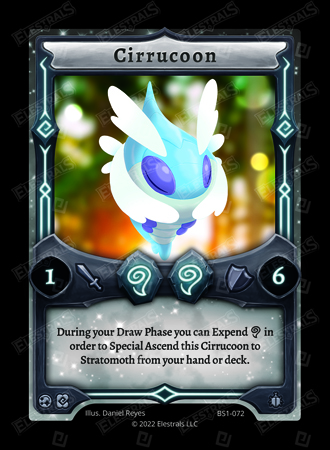 Cirrucoon
1
6
During your Draw Phase you can Expend in
order to Special Ascend this Cirrucoon to
Stratomoth from your hand or deck.
Illus. Daniel Reyes
BS1-072
© 2022 Elestrals LLC
ELESTRALS